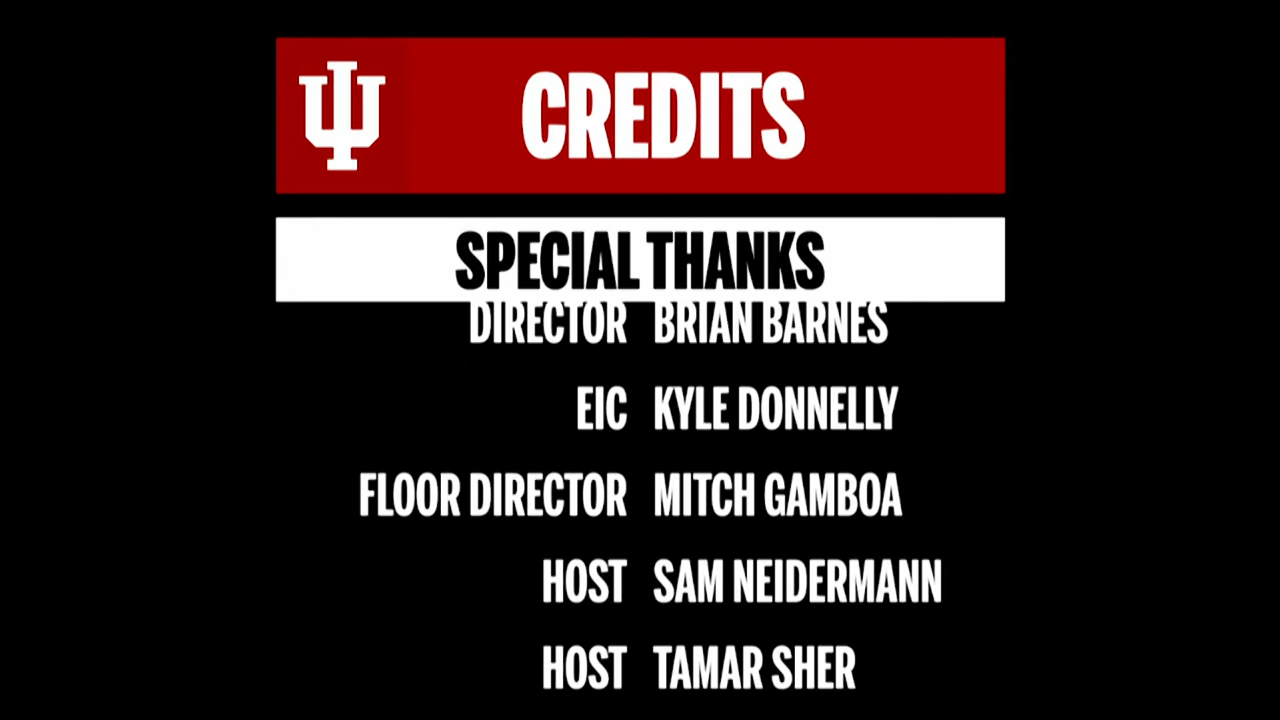 CREDITS
SPECIAL THANKS
DIRECTOR BRIAN BARNES
EIC KYLE DONNELLY
FLOOR DIRECTOR MITCH GAMBOA
HOST SAM NEIDERMANN
HOST TAMAR SHER